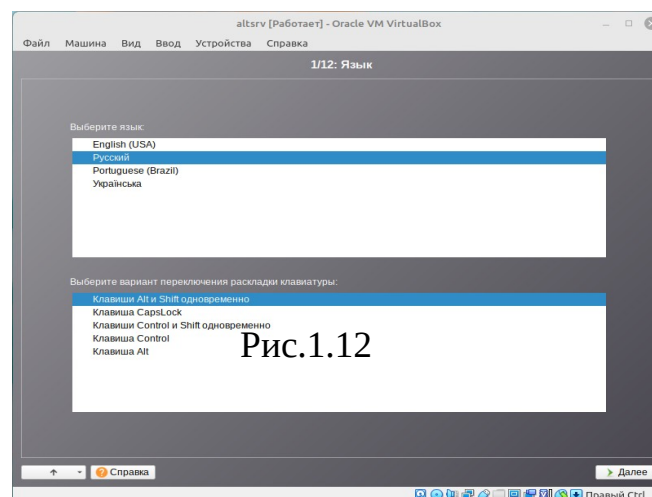 altsrv [Работает] - Oracle VM VirtualBox
Файл Машина Вид Ввод Устройства Справка
1/12: Язык
Выберите язык:
English (USA)
Русский
Portuguese (Brazil)
Українська
Выберите вариант переключения раскладки клавиатуры:
Клавиши Alt и Shift одновременно
Клавиша CapsLock
Клавиши Control и Shift одновременно
Клавиша Control
Клавиша Alt
Рис.1.12
Справка
Далее
Правый Ctrl